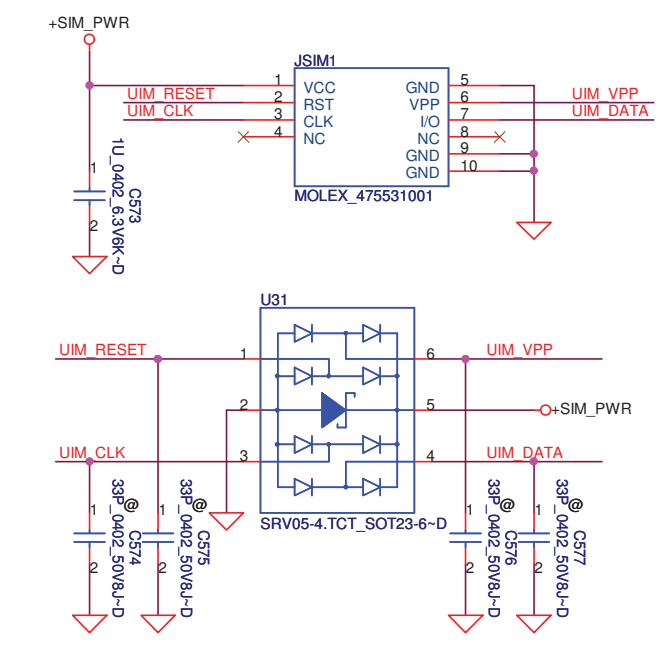 +SIM_PWR
JSIM1
1 VCC GND 5
UIM_RESET 2 RST VPP 6 UIM_VPP
UIM_CLK 3 CLK I/O 7 UIM_DATA
4 NC NC 8
GND 9
GND 10
MOLEX_475531001
1
2
C573
1U_0402_6.3V6K~D
U31
UIM_RESET 1 6 UIM_VPP
2 5 +SIM_PWR
UIM_CLK 3 4 UIM_DATA
SRV05-4.TCT_SOT23-6~D
1
2
@
C574
33P_0402_50V8J~D
1
2
@
C575
33P_0402_50V8J~D
1
2
@
C576
33P_0402_50V8J~D
1
2
@
C577
33P_0402_50V8J~D